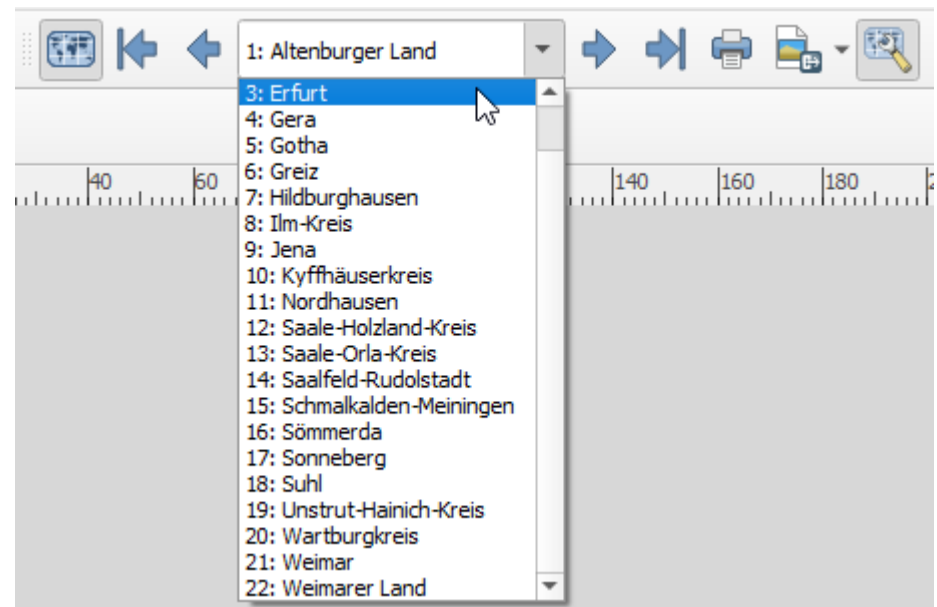 1: Altenburger Land
3: Erfurt
4: Gera
5: Gotha
6: Greiz
40 60 140 160 180 2
7: Hildburghausen
8: Ilm-Kreis
9: Jena
10: Kyffhäuserkreis
11: Nordhausen
12: Saale-Holzland-Kreis
13: Saale-Orla-Kreis
14: Saalfeld-Rudolstadt
15: Schmalkalden-Meiningen
16: Sömmerda
17: Sonneberg
18: Suhl
19: Unstrut-Hainich-Kreis
20: Wartburgkreis
21: Weimar
22: Weimarer Land